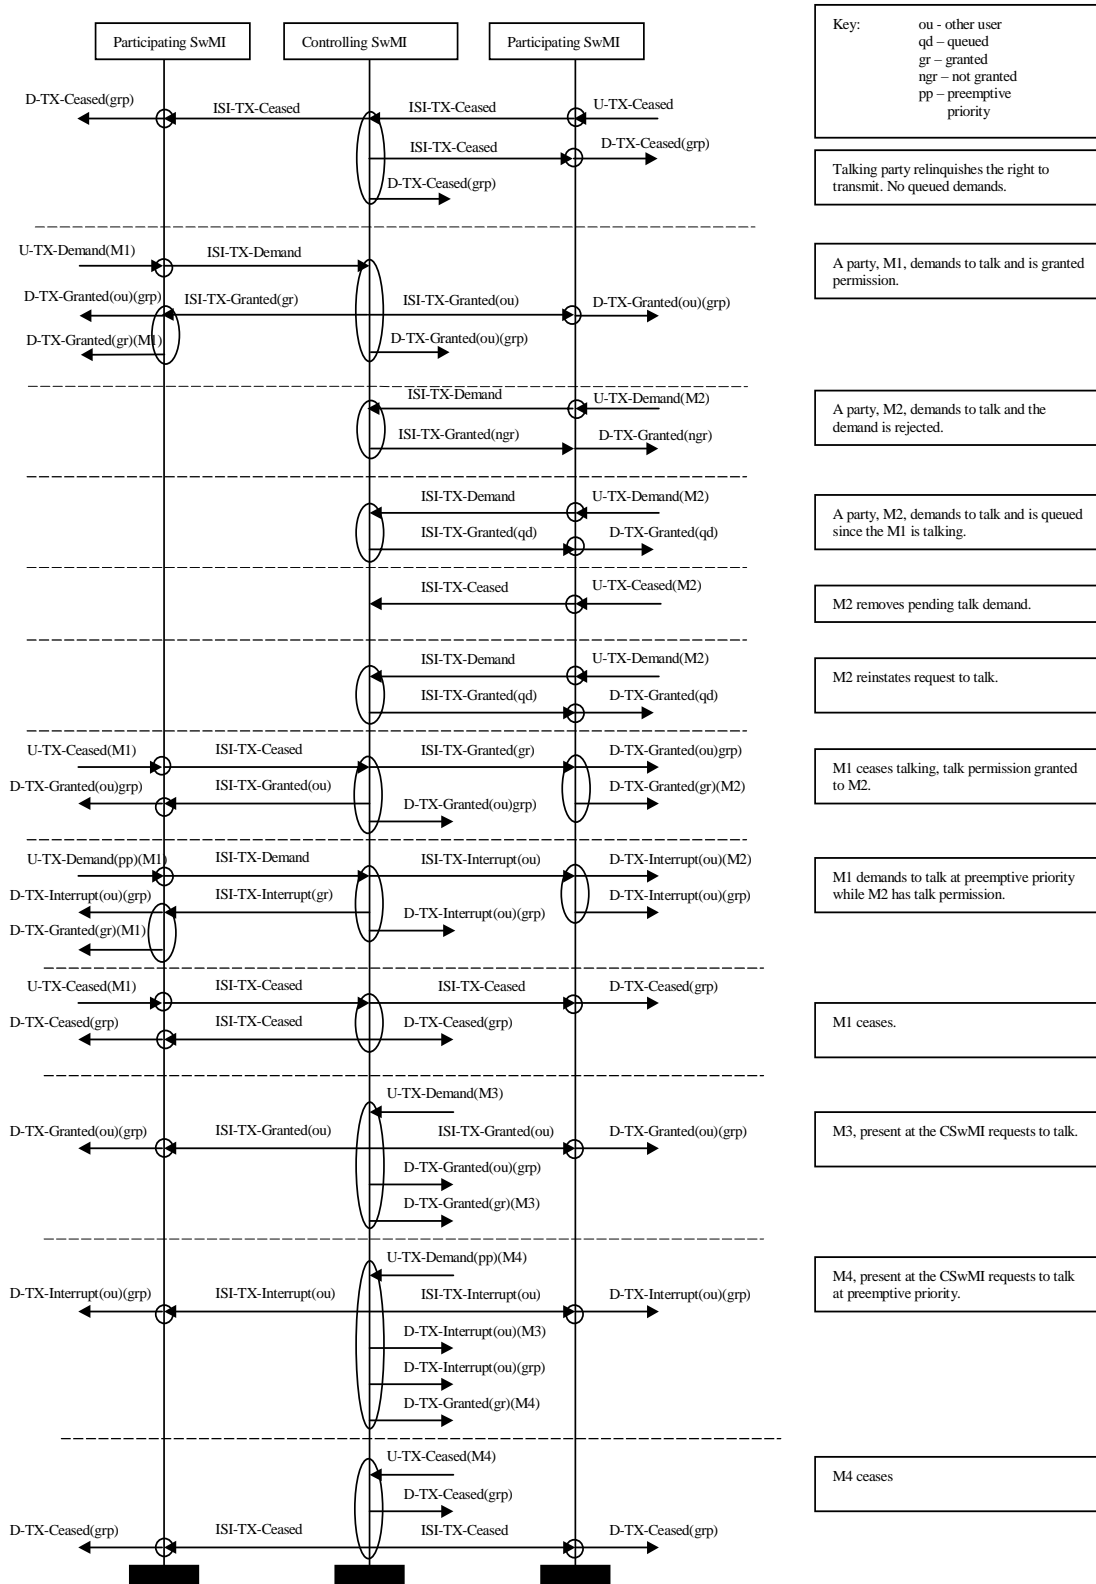 Participating SwMI
Controlling SwMI
Participating SwMI
Key: ou - other user
qd – queued
gr – granted
ngr – not granted
pp – preemptive
priority
D-TX-Ceased(grp)
ISI-TX-Ceased
ISI-TX-Ceased
U-TX-Ceased
ISI-TX-Ceased
D-TX-Ceased(grp)
D-TX-Ceased(grp)
Talking party relinquishes the right to
transmit. No queued demands.
U-TX-Demand(M1)
ISI-TX-Demand
D-TX-Granted(ou)(grp)
ISI-TX-Granted(gr)
ISI-TX-Granted(ou)
D-TX-Granted(ou)(grp)
D-TX-Granted(gr)(M1)
D-TX-Granted(ou)(grp)
A party, M1, demands to talk and is granted
permission.
ISI-TX-Demand
U-TX-Demand(M2)
ISI-TX-Granted(ngr)
D-TX-Granted(ngr)
A party, M2, demands to talk and the
demand is rejected.
ISI-TX-Demand
U-TX-Demand(M2)
ISI-TX-Granted(qd)
D-TX-Granted(qd)
A party, M2, demands to talk and is queued
since the M1 is talking.
ISI-TX-Ceased
U-TX-Ceased(M2)
M2 removes pending talk demand.
ISI-TX-Demand
U-TX-Demand(M2)
ISI-TX-Granted(qd)
D-TX-Granted(qd)
M2 reinstates request to talk.
U-TX-Ceased(M1)
ISI-TX-Ceased
ISI-TX-Granted(gr)
D-TX-Granted(ou)grp)
D-TX-Granted(ou)grp)
ISI-TX-Granted(ou)
D-TX-Granted(ou)grp)
D-TX-Granted(gr)(M2)
M1 ceases talking, talk permission granted
to M2.
U-TX-Demand(pp)(M1)
ISI-TX-Demand
ISI-TX-Interrupt(ou)
D-TX-Interrupt(ou)(M2)
D-TX-Interrupt(ou)(grp)
ISI-TX-Interrupt(gr)
D-TX-Interrupt(ou)(grp)
D-TX-Interrupt(ou)(grp)
D-TX-Granted(gr)(M1)
M1 demands to talk at preemptive priority
while M2 has talk permission.
U-TX-Ceased(M1)
ISI-TX-Ceased
ISI-TX-Ceased
D-TX-Ceased(grp)
D-TX-Ceased(grp)
ISI-TX-Ceased
D-TX-Ceased(grp)
M1 ceases.
U-TX-Demand(M3)
D-TX-Granted(ou)(grp)
ISI-TX-Granted(ou)
ISI-TX-Granted(ou)
D-TX-Granted(ou)(grp)
D-TX-Granted(ou)(grp)
D-TX-Granted(gr)(M3)
M3, present at the CSwMI requests to talk.
U-TX-Demand(pp)(M4)
D-TX-Interrupt(ou)(grp)
ISI-TX-Interrupt(ou)
ISI-TX-Interrupt(ou)
D-TX-Interrupt(ou)(grp)
D-TX-Interrupt(ou)(M3)
D-TX-Interrupt(ou)(grp)
D-TX-Granted(gr)(M4)
M4, present at the CSwMI requests to talk
at preemptive priority.
U-TX-Ceased(M4)
D-TX-Ceased(grp)
D-TX-Ceased(grp)
ISI-TX-Ceased
ISI-TX-Ceased
D-TX-Ceased(grp)
M4 ceases